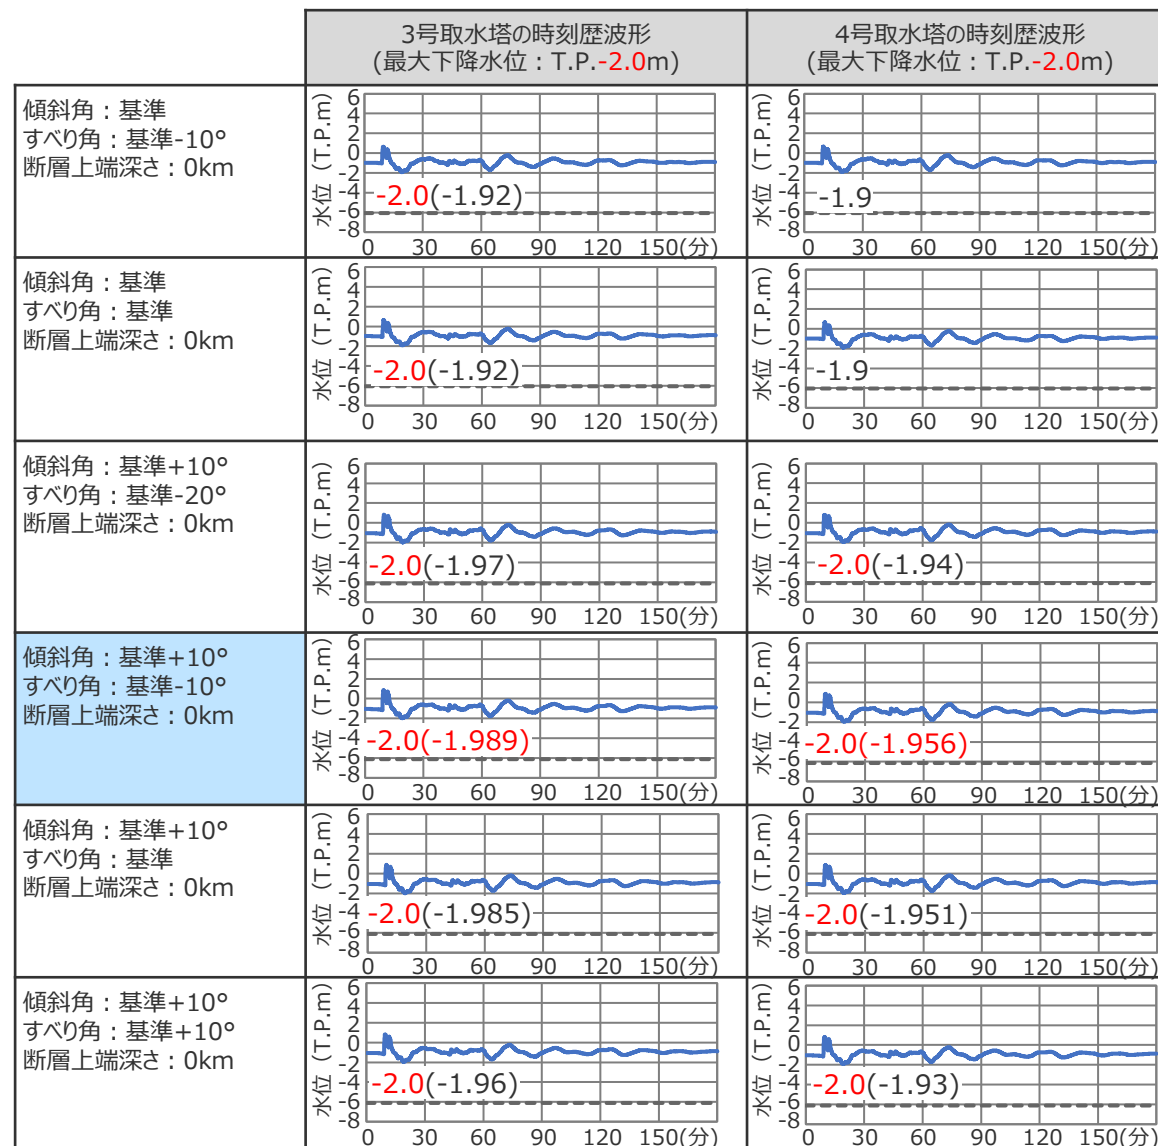 3号取水塔の時刻歴波形
(最大下降水位：T.P.-2.0m)
4号取水塔の時刻歴波形
(最大下降水位：T.P.-2.0m)
傾斜角：基準
すべり角：基準-10°
断層上端深さ：0km
水位 (T.P.m)
6
4
2
0
-2
-4
-6
-8
-2.0(-1.92)
0 30 60 90 120 150(分)
水位 (T.P.m)
6
4
2
0
-2
-4
-6
-8
-1.9
0 30 60 90 120 150(分)
傾斜角：基準
すべり角：基準
断層上端深さ：0km
水位 (T.P.m)
6
4
2
0
-2
-4
-6
-8
-2.0(-1.92)
0 30 60 90 120 150(分)
水位 (T.P.m)
6
4
2
0
-2
-4
-6
-8
-1.9
0 30 60 90 120 150(分)
傾斜角：基準+10°
すべり角：基準-20°
断層上端深さ：0km
水位 (T.P.m)
6
4
2
0
-2
-4
-6
-8
-2.0(-1.97)
0 30 60 90 120 150(分)
水位 (T.P.m)
6
4
2
0
-2
-4
-6
-8
-2.0(-1.94)
0 30 60 90 120 150(分)
傾斜角：基準+10°
すべり角：基準-10°
断層上端深さ：0km
水位 (T.P.m)
6
4
2
0
-2
-4
-6
-8
-2.0(-1.989)
0 30 60 90 120 150(分)
水位 (T.P.m)
6
4
2
0
-2
-4
-6
-8
-2.0(-1.956)
0 30 60 90 120 150(分)
傾斜角：基準+10°
すべり角：基準
断層上端深さ：0km
水位 (T.P.m)
6
4
2
0
-2
-4
-6
-8
-2.0(-1.985)
0 30 60 90 120 150(分)
水位 (T.P.m)
6
4
2
0
-2
-4
-6
-8
-2.0(-1.951)
0 30 60 90 120 150(分)
傾斜角：基準+10°
すべり角：基準+10°
断層上端深さ：0km
水位 (T.P.m)
6
4
2
0
-2
-4
-6
-8
-2.0(-1.96)
0 30 60 90 120 150(分)
水位 (T.P.m)
6
4
2
0
-2
-4
-6
-8
-2.0(-1.93)
0 30 60 90 120 150(分)